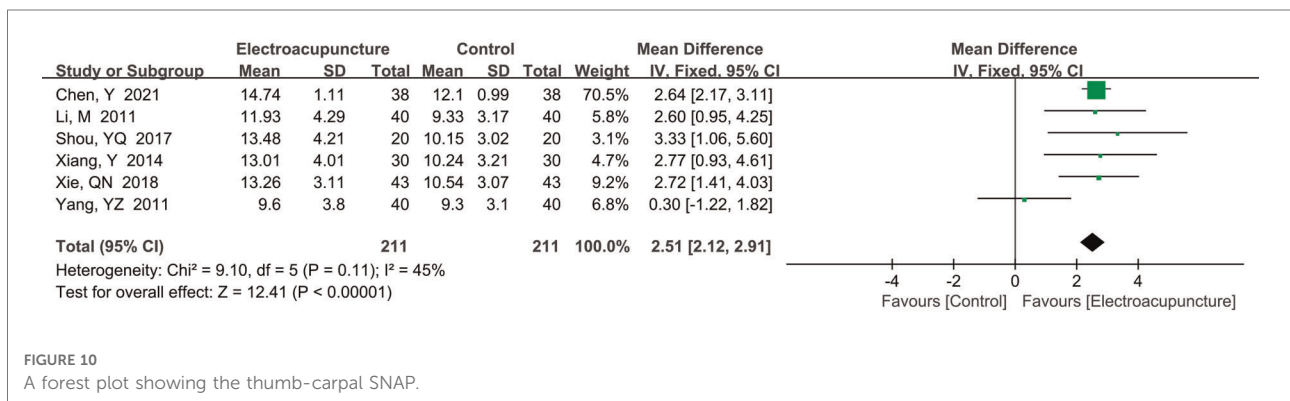 Electroacupuncture Control Mean Difference Mean Difference
Study or Subgroup Mean SD Total Mean SD Total Weight IV, Fixed, 95% CI IV, Fixed, 95% CI
Chen, Y 2021 14.74 1.11 38 12.1 0.99 38 70.5% 2.64 [2.17, 3.11]
Li, M 2011 11.93 4.29 40 9.33 3.17 40 5.8% 2.60 [0.95, 4.25]
Shou, YQ 2017 13.48 4.21 20 10.15 3.02 20 3.1% 3.33 [1.06, 5.60]
Xiang, Y 2014 13.01 4.01 30 10.24 3.21 30 4.7% 2.77 [0.93, 4.61]
Xie, QN 2018 13.26 3.11 43 10.54 3.07 43 9.2% 2.72 [1.41, 4.03]
Yang, YZ 2011 9.6 3.8 40 9.3 3.1 40 6.8% 0.30 [-1.22, 1.82]
Total (95% CI) 211 211 100.0% 2.51 [2.12, 2.91]
Heterogeneity: Chi² = 9.10, df = 5 (P = 0.11); I² = 45%
Test for overall effect: Z = 12.41 (P < 0.00001)
-4 -2 0 2 4
Favours [Control] Favours [Electroacupuncture]
FIGURE 10
A forest plot showing the thumb-carpal SNAP.